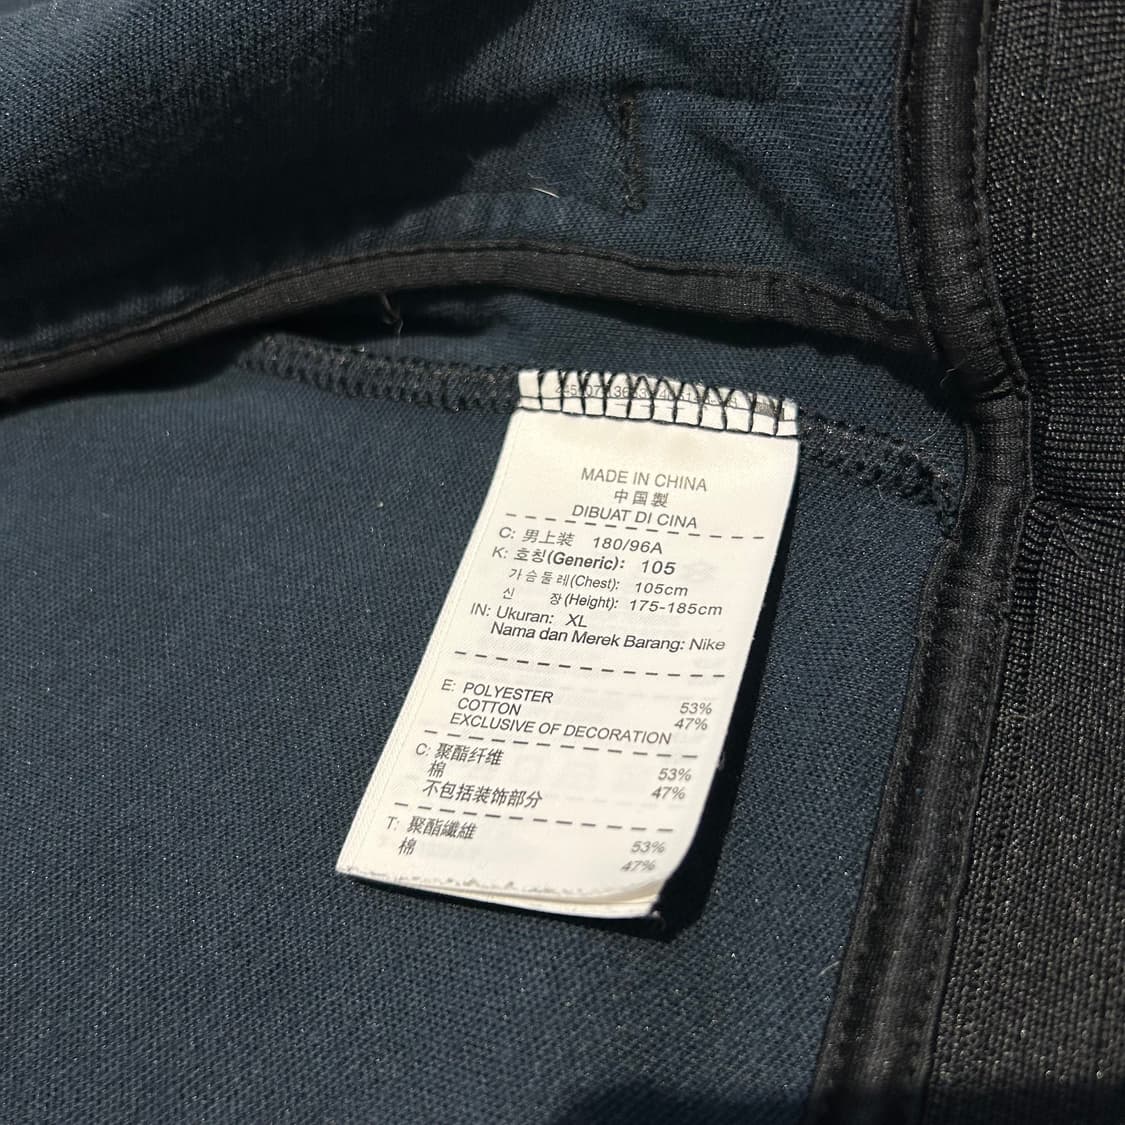 MADE IN CHINA
中国製
DIBUAT DI CINA
C: 男上装 180/96A
K: 호칭(Generic): 105
가슴둘레(Chest): 105cm
신 장(Height): 175-185cm
IN: Ukuran: XL
Nama dan Merek Barang: Nike
E: POLYESTER 53%
COTTON 47%
EXCLUSIVE OF DECORATION
C: 聚酯纤维 53%
棉 47%
不包括装饰部分
T: 聚酯纖維 53%
棉 47%